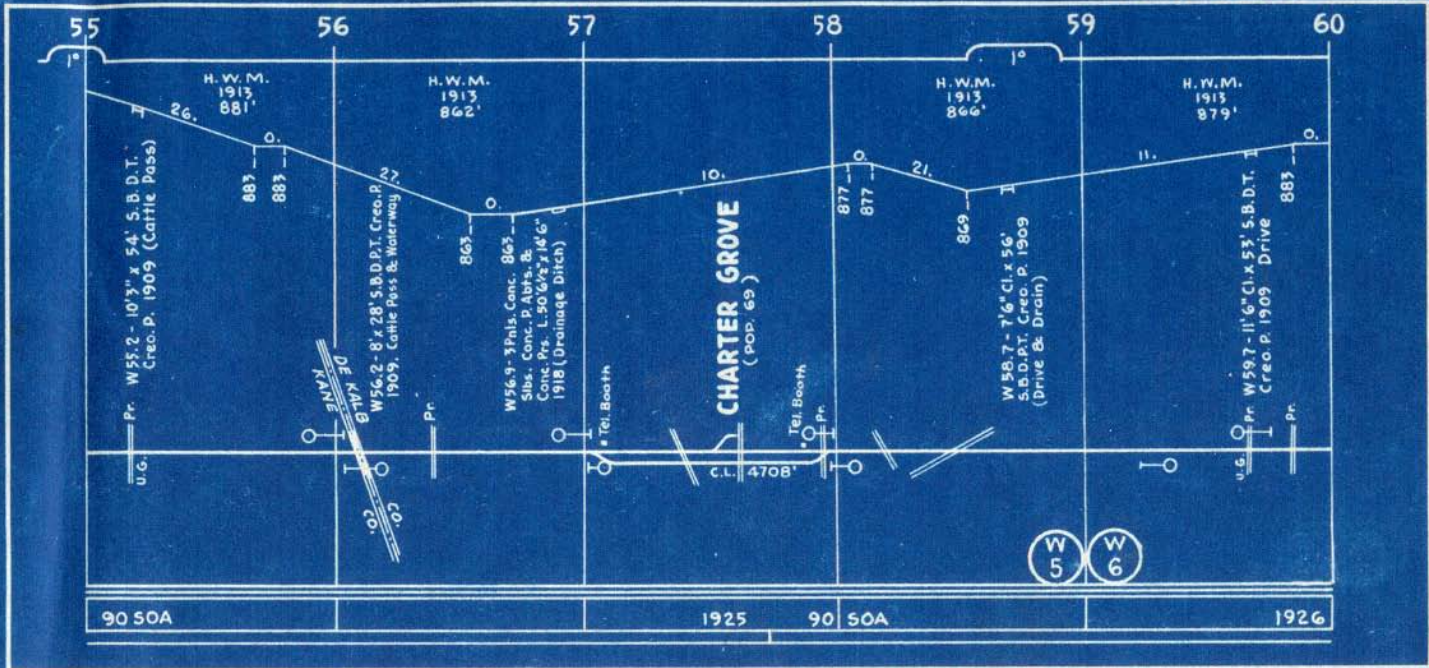 55 56 57 58 59 60
1° 1°
H.W.M.
1913
881'
H.W.M.
1913
862'
H.W.M.
1913
866'
H.W.M.
1913
879'
26. 0. 27. 0. 10. 0. 21. 11. 0.
883 883 863 863 877 877 869 883
W55.2 - 10'3" x 54' S.B.D.T.
Creo. P. 1909 (Cattle Pass)
W56.2 - 8' x 28' S.B.D.P.T. Creo. P.
1909. Cattle Pass & Waterway
W56.9 - 3 Pnls. Conc.
Slbs. Conc. P. Abts. &
Conc. Prs. L. 50'6½" x 14'6"
1918 (Drainage Ditch)
CHARTER GROVE
(POP. 69)
W58.7 - 7'6" Cl. x 56'
S.B.D.P.T. Creo. P. 1909
(Drive & Drain)
W59.7 - 11'6" Cl. x 53' S.B.D.T.
Creo. P. 1909 Drive
Pr.
U.G.
DE KALB CO.
KANE CO.
Pr.
Tel. Booth
Tel. Booth
Pr.
C.L. 4708'
Pr.
U.G.
Pr.
W
5
W
6
90 SOA 1925 90 SOA 1926